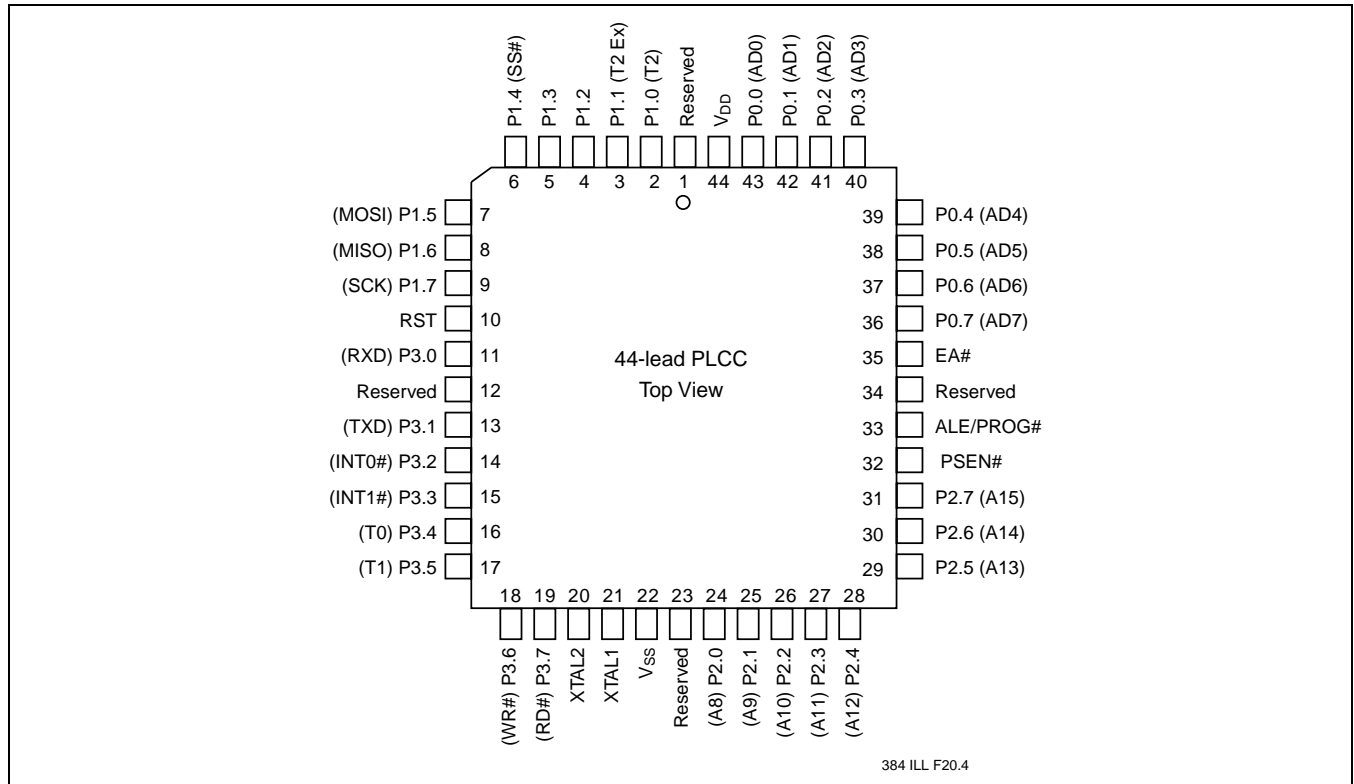 P1.4 (SS#)
P1.3
P1.2
P1.1 (T2 Ex)
P1.0 (T2)
Reserved
VDD
P0.0 (AD0)
P0.1 (AD1)
P0.2 (AD2)
P0.3 (AD3)
6 5 4 3 2 1 44 43 42 41 40
(MOSI) P1.5 7
39 P0.4 (AD4)
(MISO) P1.6 8
38 P0.5 (AD5)
(SCK) P1.7 9
37 P0.6 (AD6)
RST 10
36 P0.7 (AD7)
(RXD) P3.0 11
35 EA#
44-lead PLCC
Top View
Reserved 12
34 Reserved
(TXD) P3.1 13
33 ALE/PROG#
(INT0#) P3.2 14
32 PSEN#
(INT1#) P3.3 15
31 P2.7 (A15)
(T0) P3.4 16
30 P2.6 (A14)
(T1) P3.5 17
29 P2.5 (A13)
18 19 20 21 22 23 24 25 26 27 28
(WR#) P3.6
(RD#) P3.7
XTAL2
XTAL1
VSS
Reserved
(A8) P2.0
(A9) P2.1
(A10) P2.2
(A11) P2.3
(A12) P2.4
384 ILL F20.4